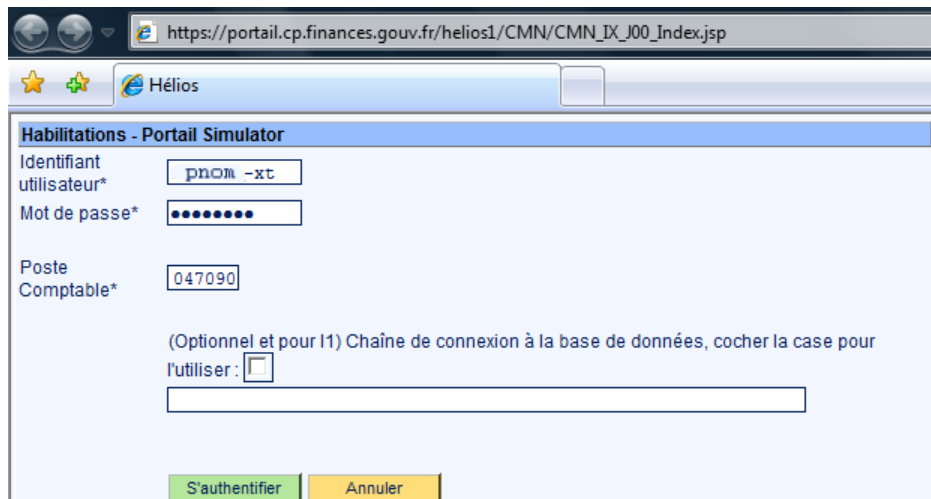 https://portail.cp.finances.gouv.fr/helios1/CMN/CMN_IX_J00_Index.jsp
Hélios
Habilitations - Portail Simulator
Identifiant
utilisateur*
pnom -xt
Mot de passe*
••••••••
Poste
Comptable*
047090
(Optionnel et pour l1) Chaîne de connexion à la base de données, cocher la case pour
l'utiliser :
S'authentifier
Annuler